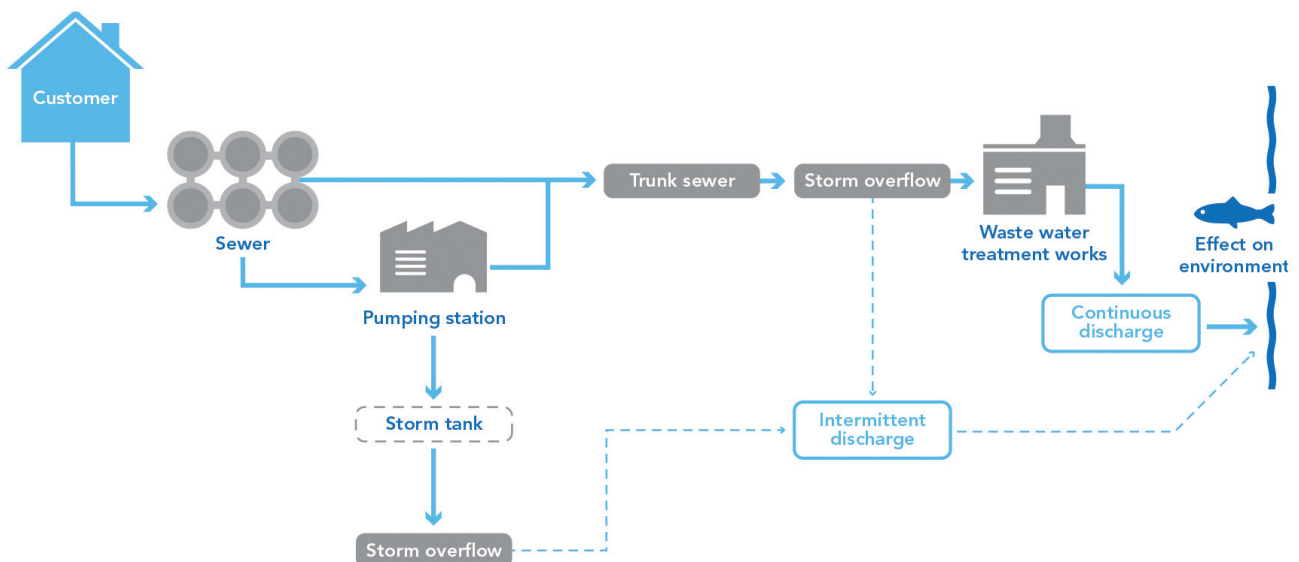 Customer
Sewer
Pumping station
Storm tank
Storm overflow
Trunk sewer
Storm overflow
Waste water
treatment works
Continuous
discharge
Intermittent
discharge
Effect on
environment